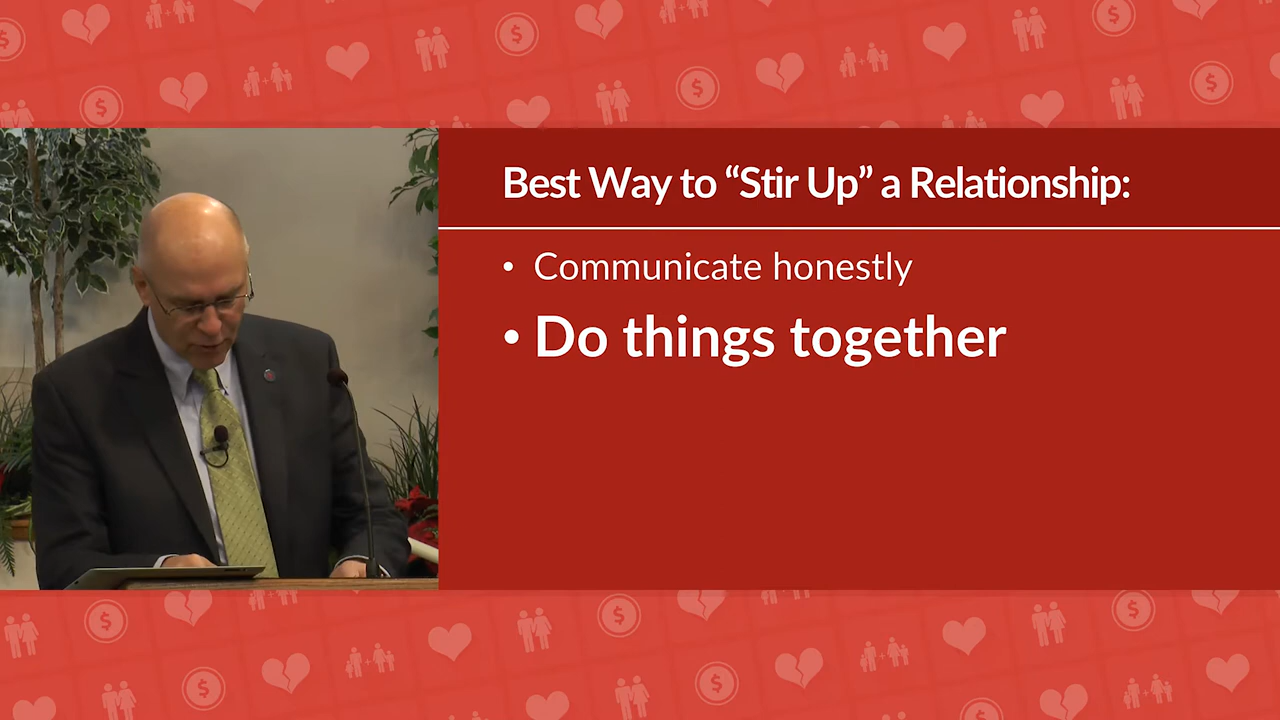 Best Way to “Stir Up” a Relationship:
• Communicate honestly
• Do things together